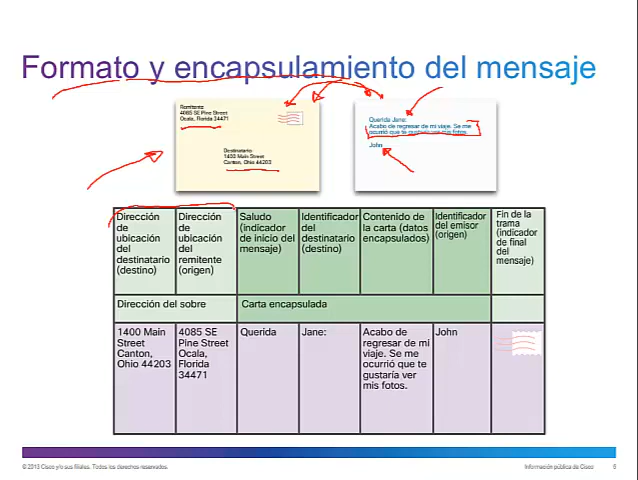 Formato y encapsulamiento del mensaje
Remitente
4085 SE Pine Street
Ocala, Florida 34471
Destinatario
1400 Main Street
Canton, Ohio 44203
Querida Jane:
Acabo de regresar de mi viaje. Se me
ocurrió que te gustaría ver mis fotos.
John
Dirección
de
ubicación
del
destinatario
(destino)
Dirección
de
ubicación
del
remitente
(origen)
Saludo
(indicador
de inicio del
mensaje)
Identificador
del
destinatario
(destino)
Contenido de
la carta (datos
encapsulados)
Identificador
del emisor
(origen)
Fin de la
trama
(indicador
de final
del
mensaje)
Dirección del sobre
Carta encapsulada
1400 Main
Street
Canton,
Ohio 44203
4085 SE
Pine Street
Ocala,
Florida
34471
Querida
Jane:
Acabo de
regresar de mi
viaje. Se me
ocurrió que te
gustaría ver
mis fotos.
John
© 2013 Cisco y/o sus filiales. Todos los derechos reservados.
Información pública de Cisco
6